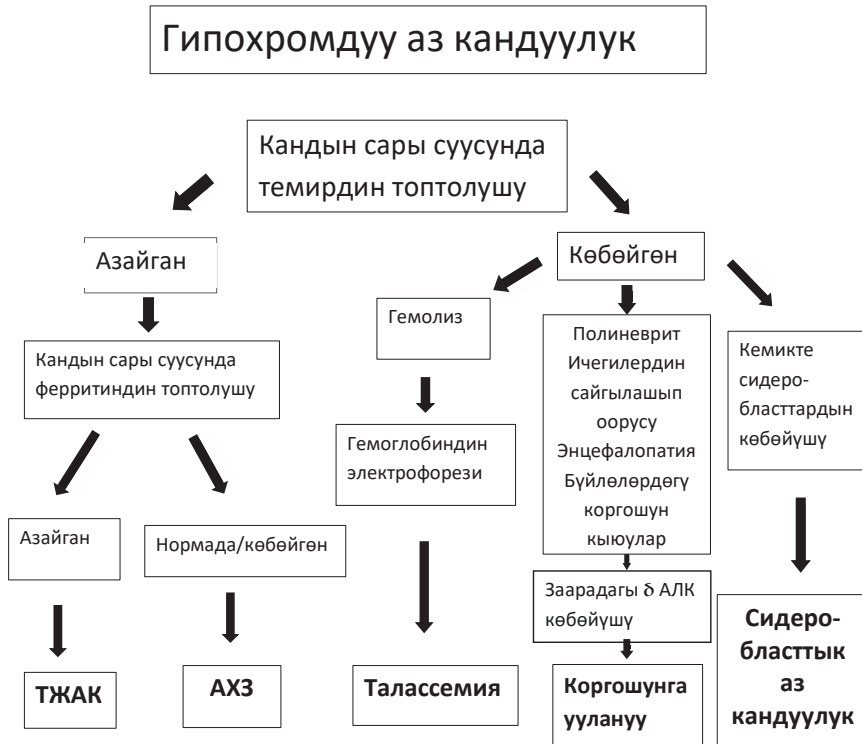 Гипохромдуу аз кандуулук
Кандын сары суусунда
темирдин топтолушу
Азайган
Көбөйгөн
Кандын сары суусунда
ферритиндин топтолушу
Гемолиз
Полиневрит
Ичегилердин
сайгылашып
оорусу
Энцефалопатия
Бүйлөлөрдөгү
коргошун
кыюулар
Кемикте
сидеро-
бласттардын
көбөйүшү
Гемоглобиндин
электрофорези
Азайган
Нормада/көбөйгөн
Заарадагы δ АЛК
көбөйүшү
ТЖАК
АХЗ
Талассемия
Коргошунга
уулануу
Сидеро-
бласттык
аз
кандуулук